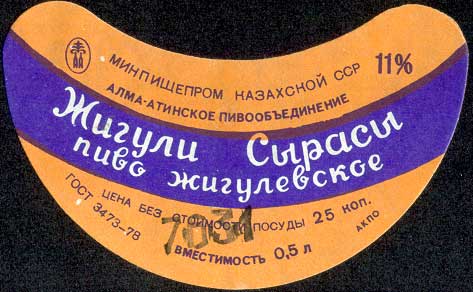 МИНПИЩЕПРОМ КАЗАХСКОЙ ССР 11%
АЛМА-АТИНСКОЕ ПИВООБЪЕДИНЕНИЕ
Жигули Сырасы
пиво жигулевское
ЦЕНА БЕЗ СТОИМОСТИ ПОСУДЫ 25 КОП.
ГОСТ 3473-78
ВМЕСТИМОСТЬ 0,5 л
АКПО